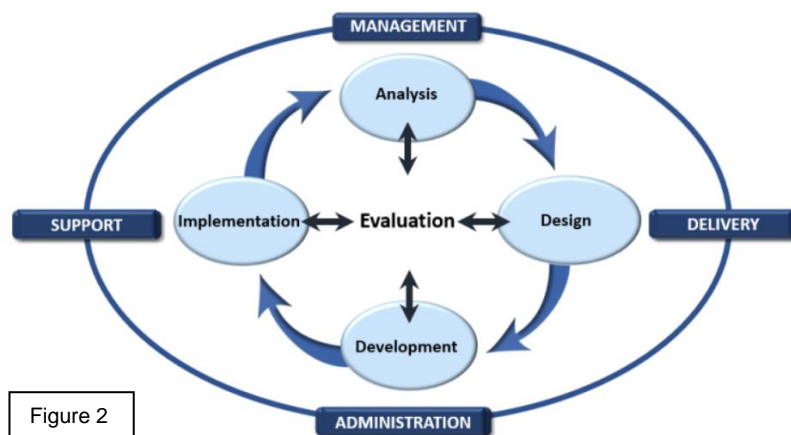 MANAGEMENT
Analysis
SUPPORT
Implementation
Evaluation
Design
DELIVERY
Development
Figure 2
ADMINISTRATION